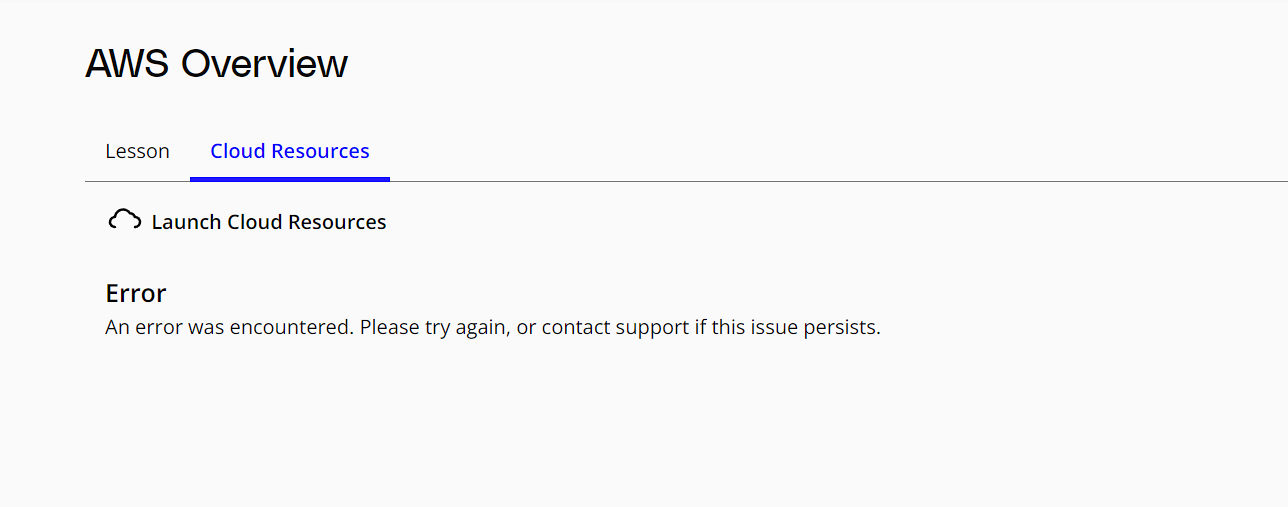 AWS Overview
Lesson Cloud Resources
Launch Cloud Resources
Error
An error was encountered. Please try again, or contact support if this issue persists.